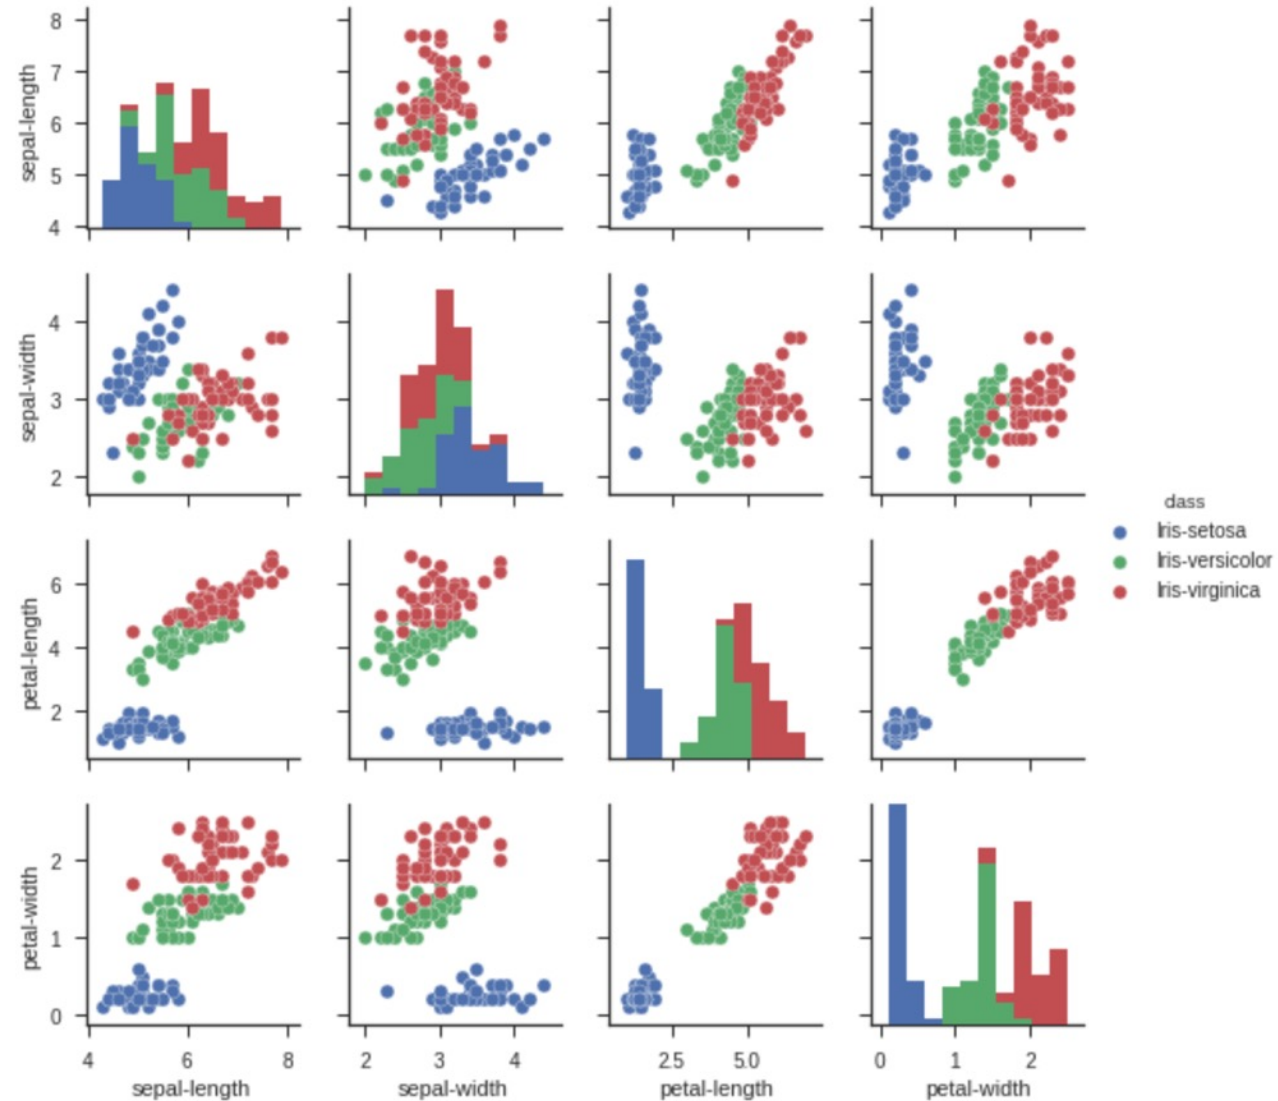 sepal-length
8
7
6
5
4
sepal-width
4
3
2
petal-length
6
4
2
petal-width
2
1
0
4 6 8
2 3 4
2.5 5.0
0 1 2
sepal-length
sepal-width
petal-length
petal-width
class
Iris-setosa
Iris-versicolor
Iris-virginica